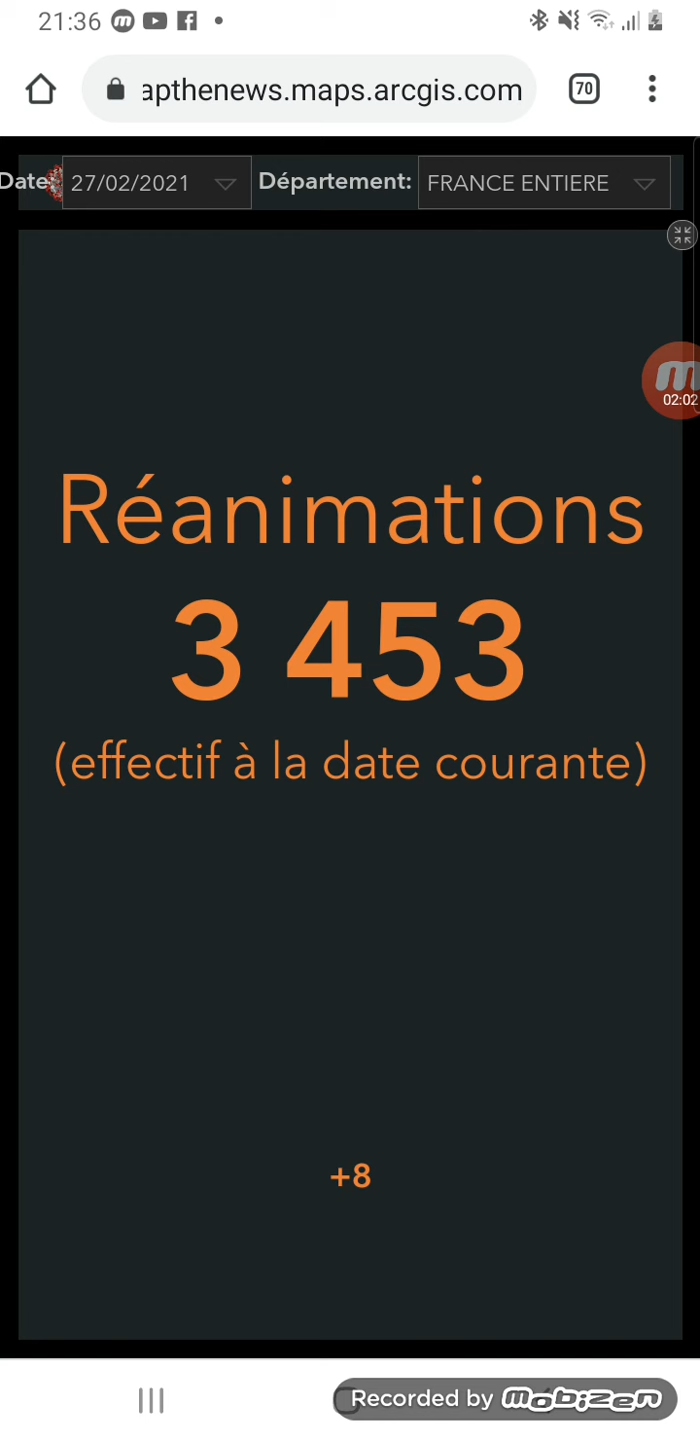 21:36
apthenews.maps.arcgis.com
70
Date: 27/02/2021 Département: FRANCE ENTIERE
02:02
Réanimations
3 453
(effectif à la date courante)
+8
Recorded by mobizen